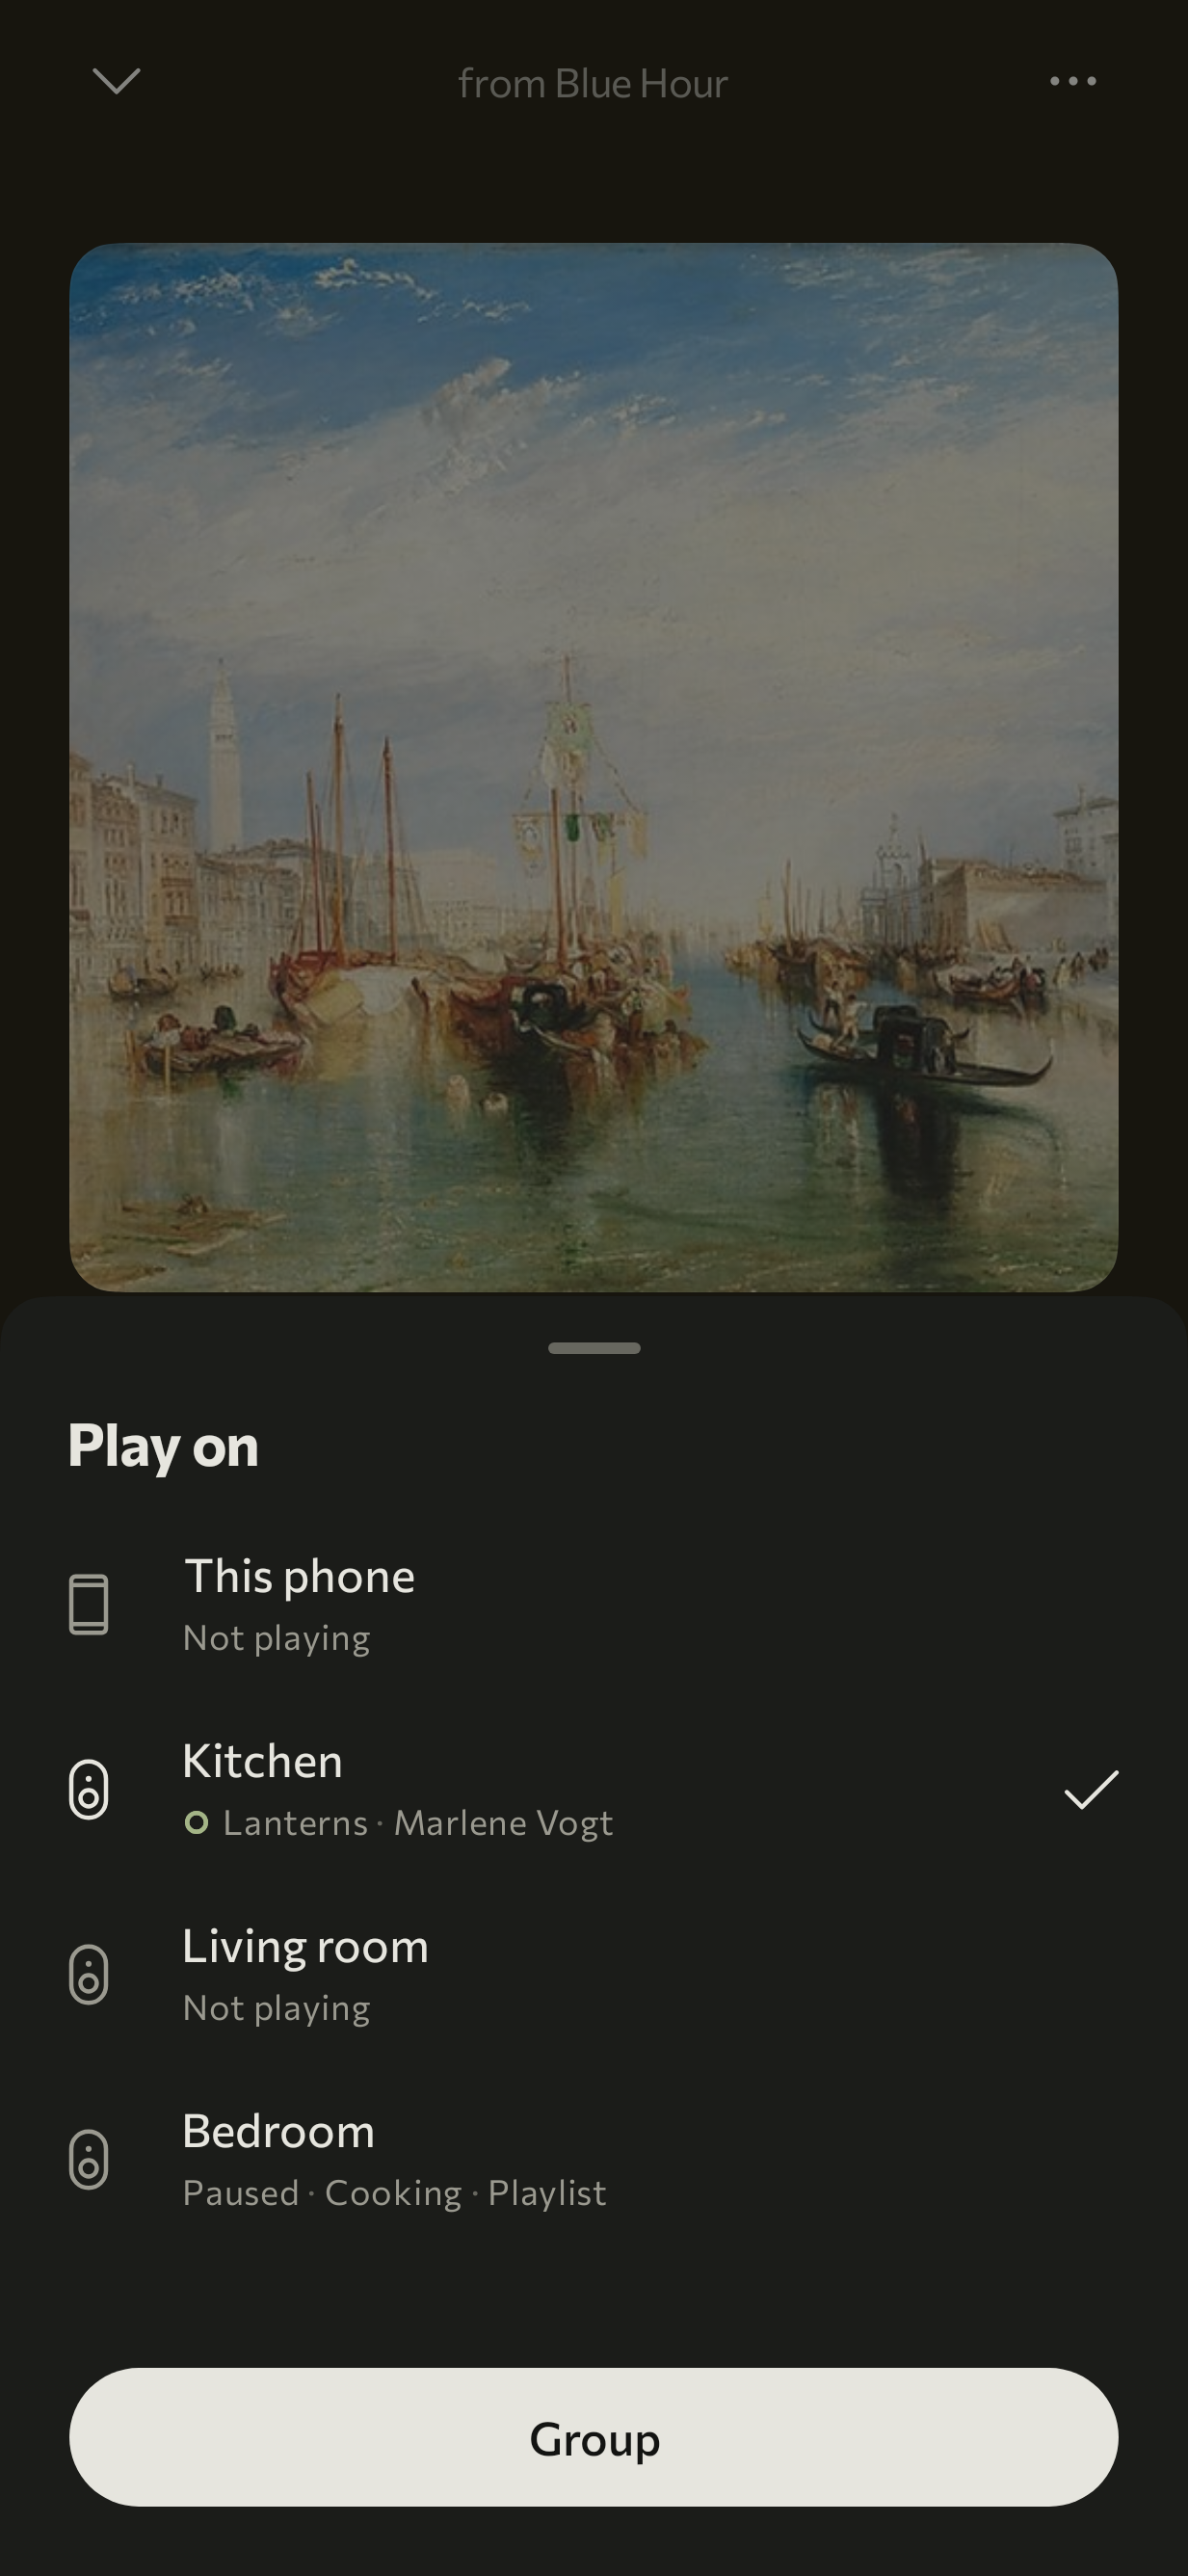 from Blue Hour
Play on
This phone
Not playing
Kitchen
Lanterns · Marlene Vogt
Living room
Not playing
Bedroom
Paused · Cooking · Playlist
Group